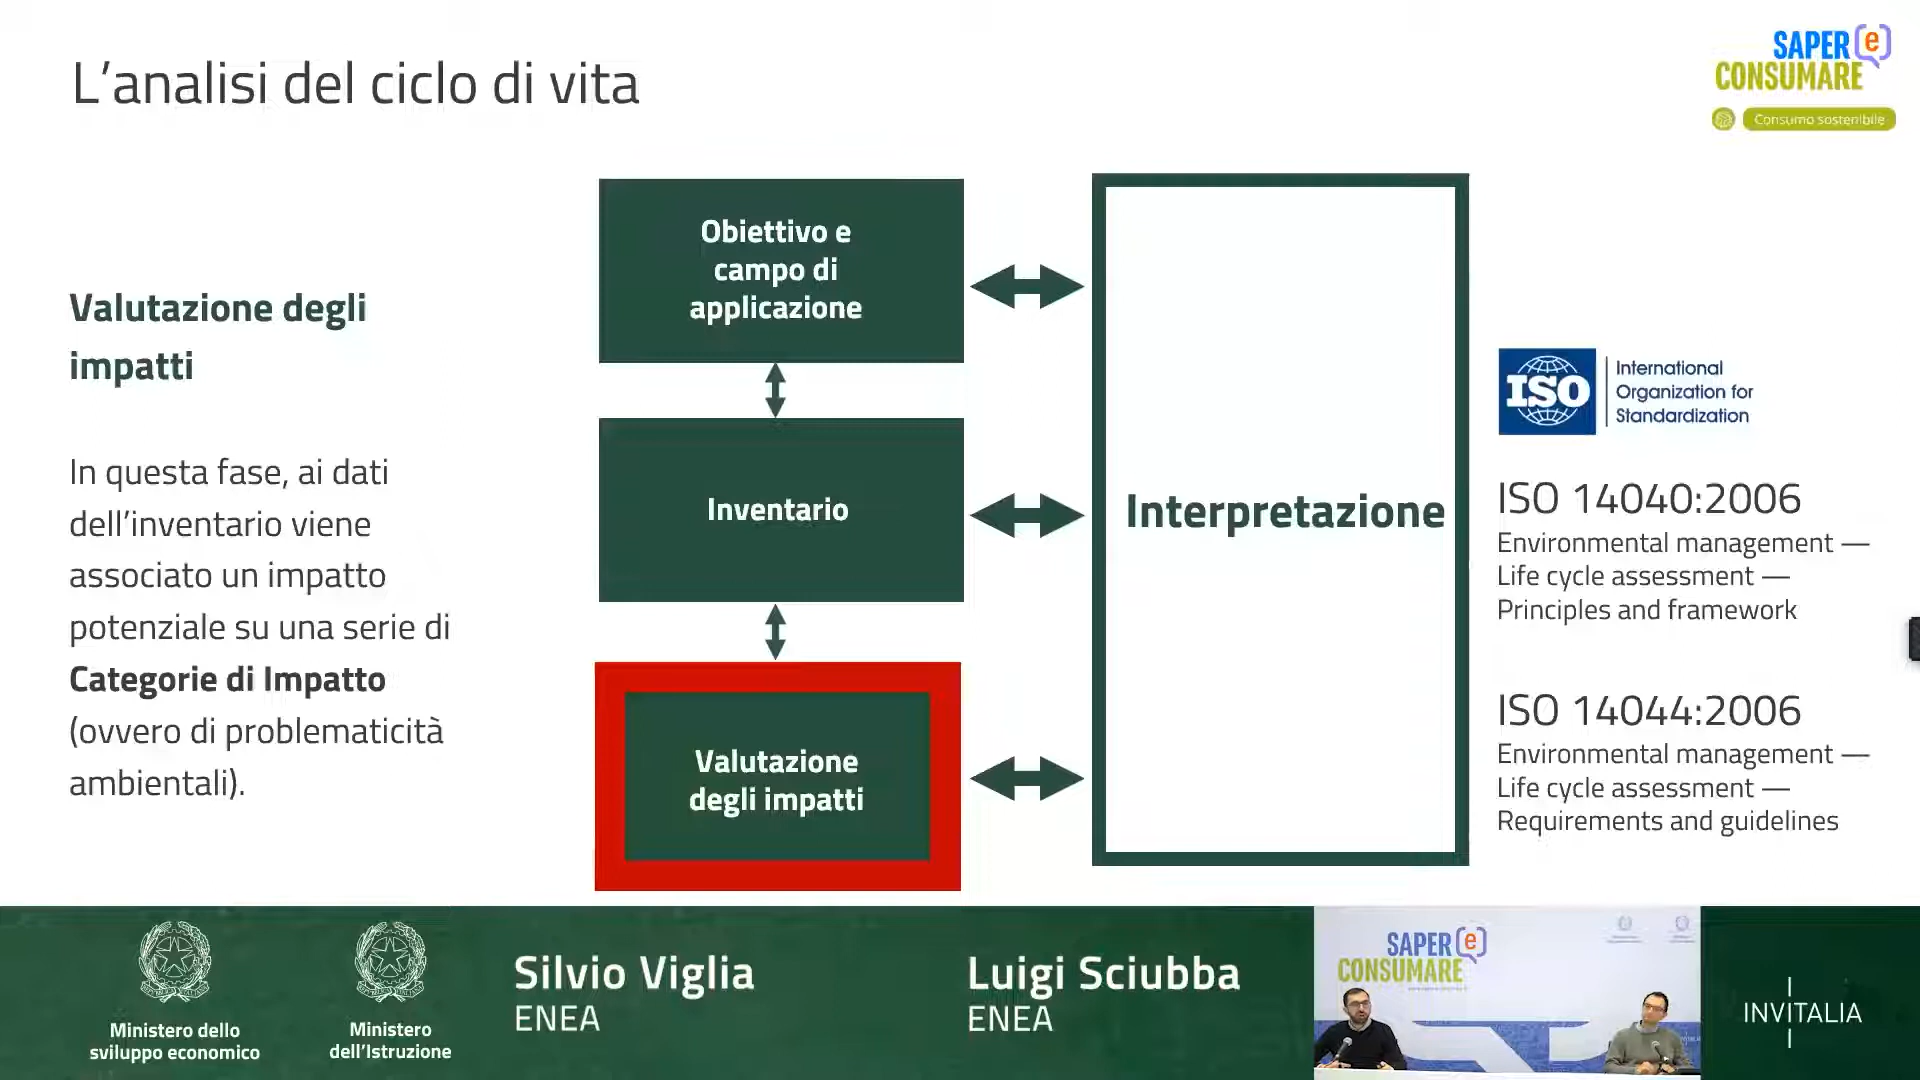 L’analisi del ciclo di vita
SAPER(e)
CONSUMARE
Consumo sostenibile
Valutazione degli
impatti
In questa fase, ai dati
dell’inventario viene
associato un impatto
potenziale su una serie di
Categorie di Impatto
(ovvero di problematicità
ambientali).
Obiettivo e
campo di
applicazione
Inventario
Valutazione
degli impatti
Interpretazione
ISO
International
Organization for
Standardization
ISO 14040:2006
Environmental management —
Life cycle assessment —
Principles and framework
ISO 14044:2006
Environmental management —
Life cycle assessment —
Requirements and guidelines
Ministero dello
sviluppo economico
Ministero
dell’Istruzione
Silvio Viglia
ENEA
Luigi Sciubba
ENEA
SAPER(e)
CONSUMARE
INVITALIA